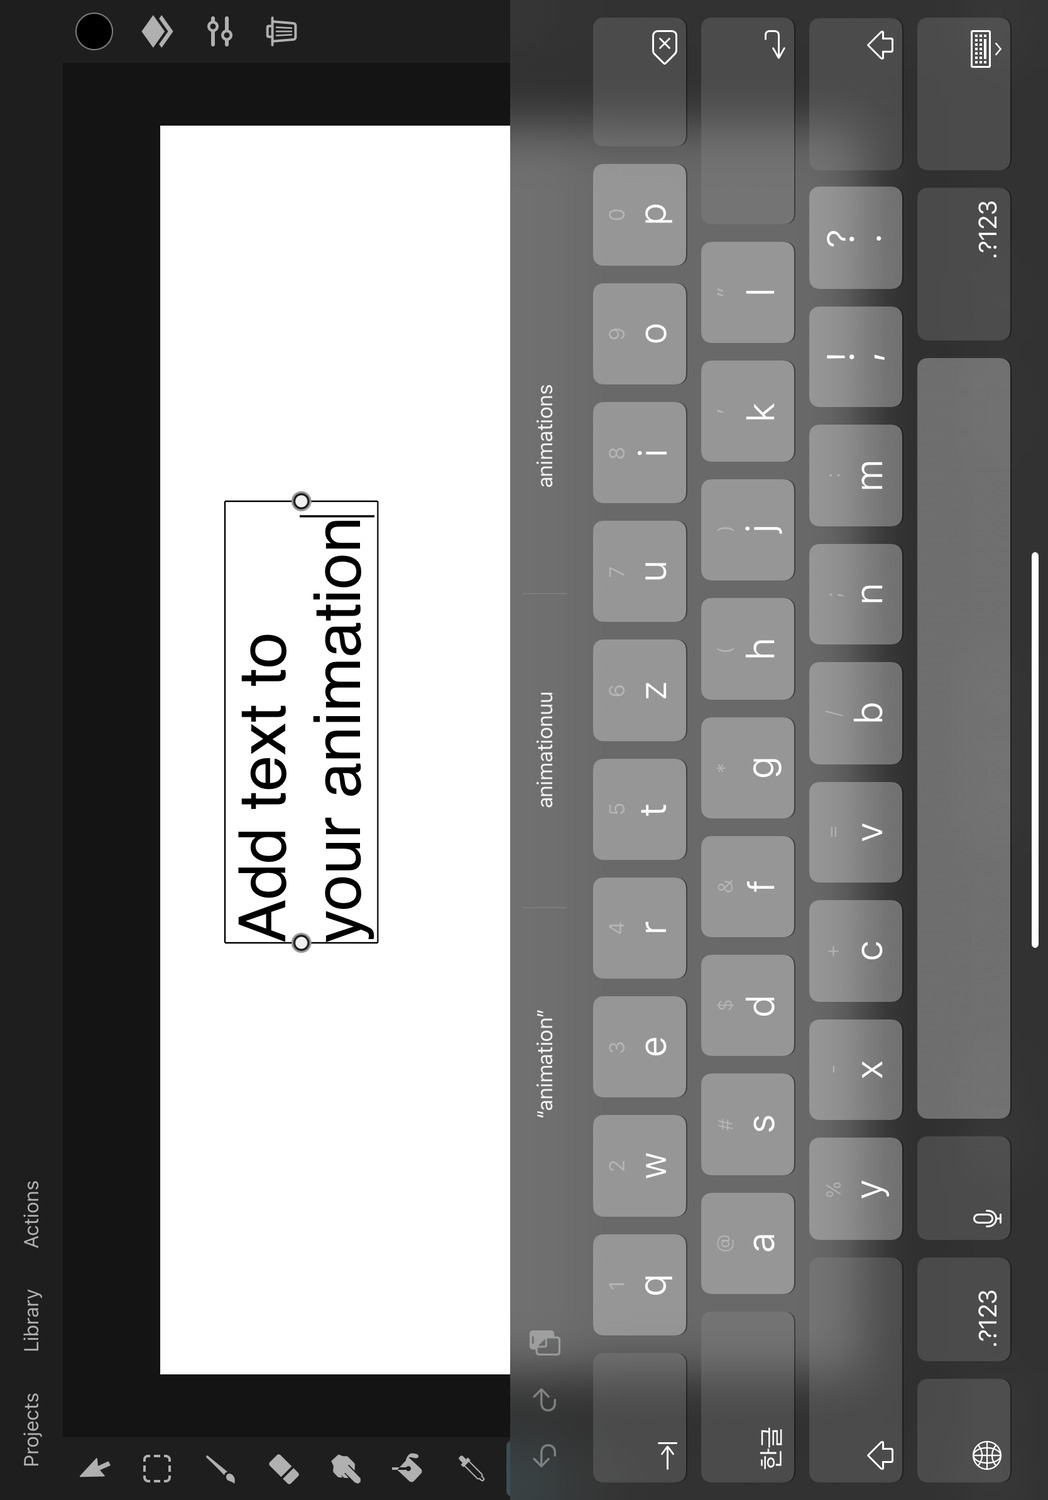 Projects Library Actions
Add text to
your animation
“animation” animationuu animations
1 2 3 4 5 6 7 8 9 0
q w e r t z u i o p
@ # $ & * ( ) ' "
한글 a s d f g h j k l
% - + = / ; : ! ?
y x c v b n m , .
.?123 .?123